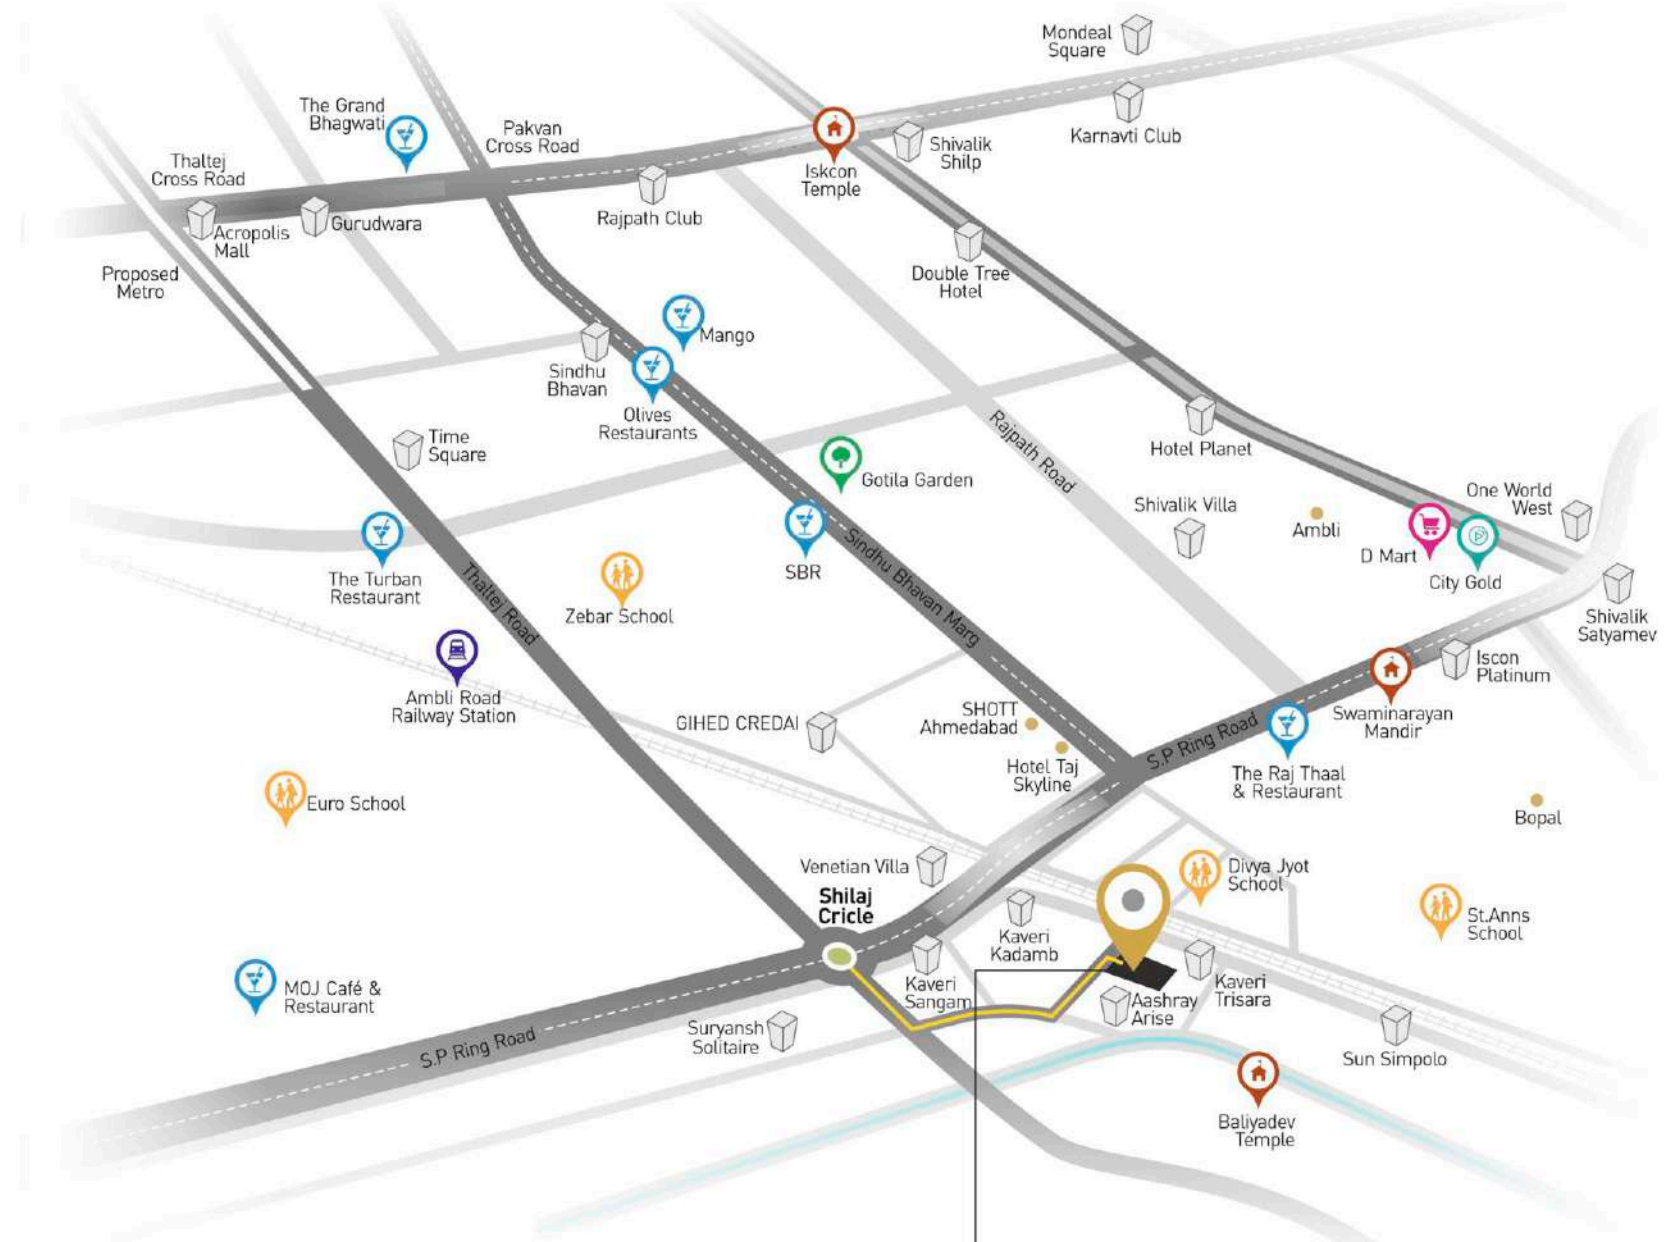 Mondeal
Square
Karnavti Club
The Grand
Bhagwati
Pakvan
Cross Road
Shivalik
Shilp
Thaltej
Cross Road
Iskcon
Temple
Rajpath Club
Gurudwara
Acropolis
Mall
Proposed
Metro
Double Tree
Hotel
Mango
Sindhu
Bhavan
Olives
Restaurants
Time
Square
Rajpath Road
Hotel Planet
Gotila Garden
Shivalik Villa
Ambli
One World
West
D Mart
City Gold
The Turban
Restaurant
Thaltej Road
Zebar School
SBR
Sindhu Bhavan Marg
Shivalik
Satyamev
Iscon
Platinum
Ambli Road
Railway Station
GIHED CREDAI
SHOTT
Ahmedabad
Hotel Taj
Skyline
S.P Ring Road
Swaminarayan
Mandir
The Raj Thaal
& Restaurant
Euro School
Bopal
Venetian Villa
Divya Jyot
School
Shilaj
Cricle
St.Anns
School
Kaveri
Kadamb
Kaveri
Sangam
Kaveri
Trisara
Aashray
Arise
MOJ Café &
Restaurant
Suryansh
Solitaire
S.P Ring Road
Sun Simpolo
Baliyadev
Temple